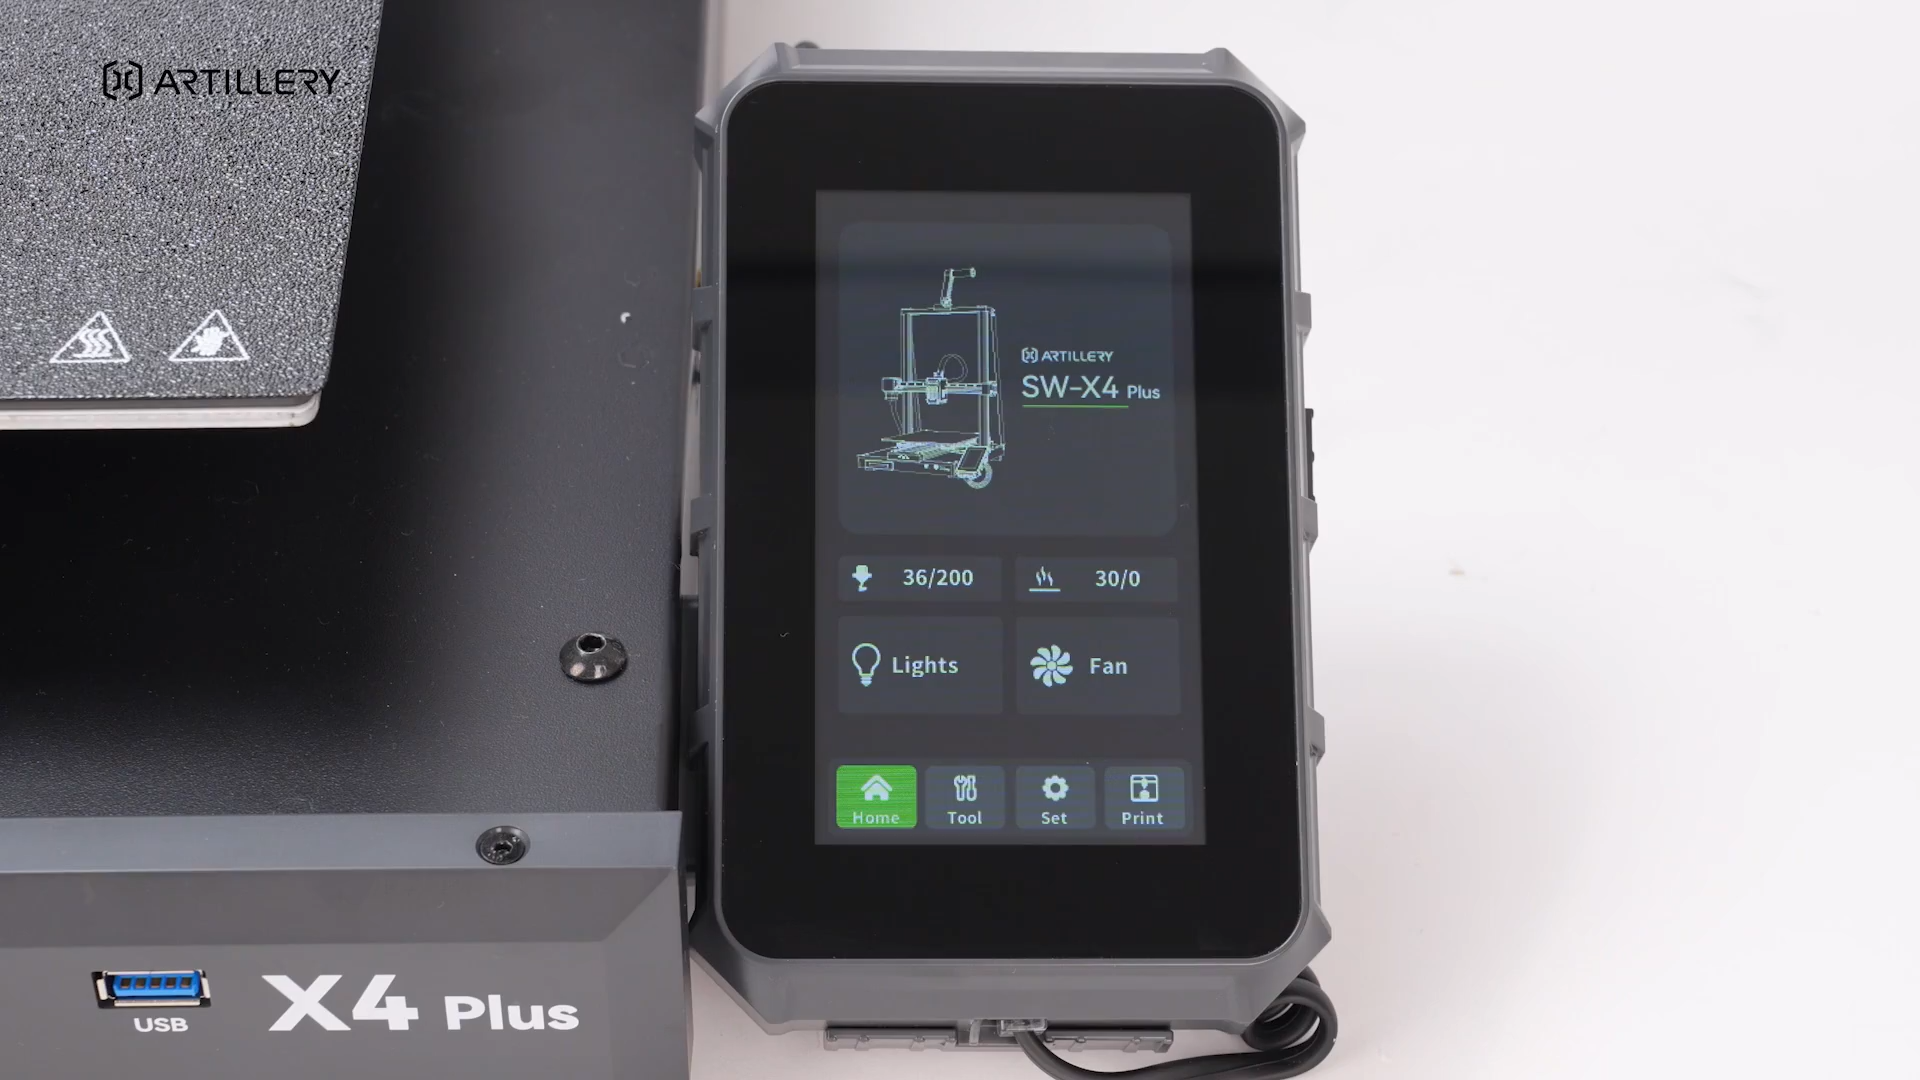 ARTILLERY
ARTILLERY
SW-X4 Plus
36/200
30/0
Lights
Fan
Home
Tool
Set
Print
USB
X4 Plus